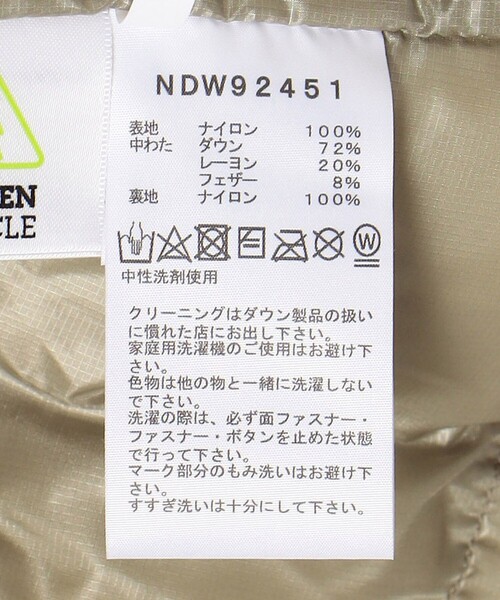 EN
CLE
NDW92451
表地 ナイロン 100%
中わた ダウン 72%
レーヨン 20%
フェザー 8%
裏地 ナイロン 100%
W
中性洗剤使用
クリーニングはダウン製品の扱い
に慣れた店にお出し下さい。
家庭用洗濯機のご使用はお避け下
さい。
色物は他の物と一緒に洗濯しない
で下さい。
洗濯の際は、必ず面ファスナー・
ファスナー・ボタンを止めた状態
で行って下さい。
マーク部分のもみ洗いはお避け下
さい。
すすぎ洗いは十分にして下さい。